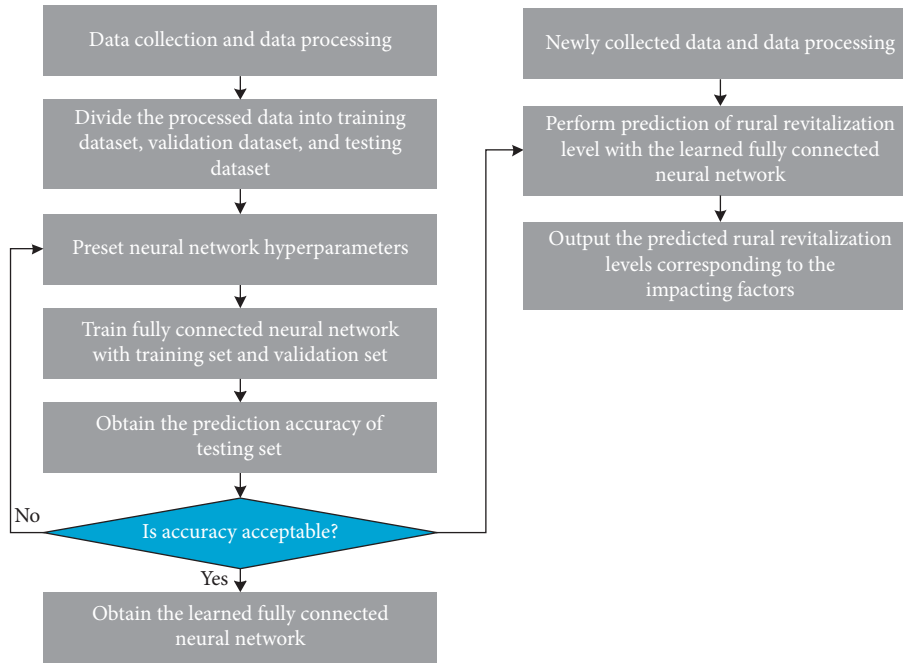 Data collection and data processing
Divide the processed data into training
dataset, validation dataset, and testing
dataset
Preset neural network hyperparameters
Train fully connected neural network
with training set and validation set
Obtain the prediction accuracy of
testing set
No
Is accuracy acceptable?
Yes
Obtain the learned fully connected
neural network
Newly collected data and data processing
Perform prediction of rural revitalization
level with the learned fully connected
neural network
Output the predicted rural revitalization
levels corresponding to the
impacting factors